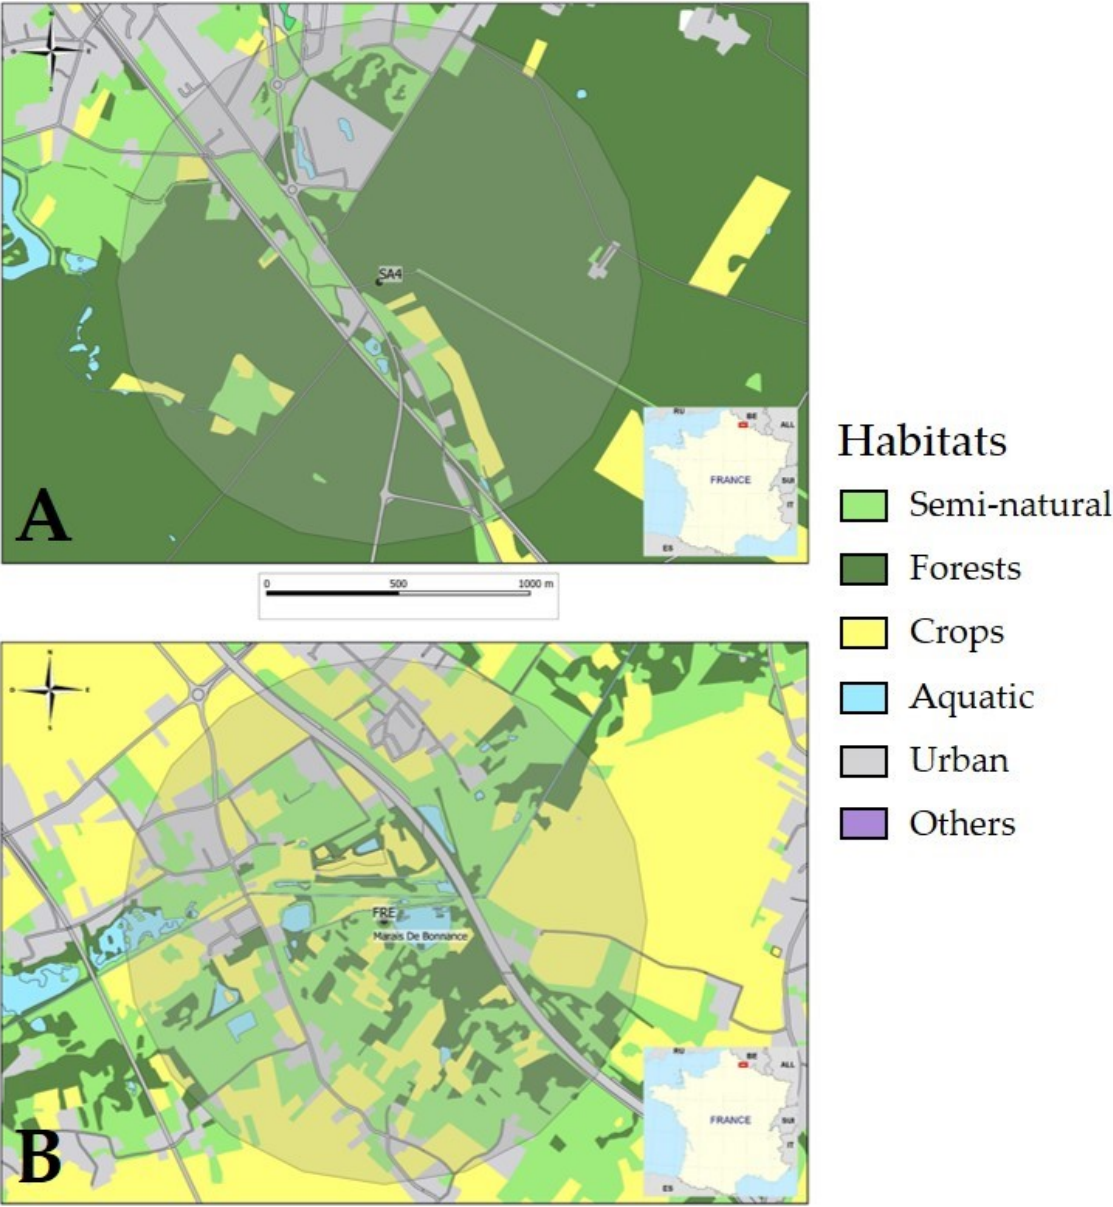 N
O
E
S
SA4
RU
BE
ALL
FRANCE
SUI
IT
ES
A
0 500 1000 m
N
O
E
S
FRE
Marais De Bonnance
RU
BE
ALL
FRANCE
SUI
IT
ES
B
Habitats
Semi-natural
Forests
Crops
Aquatic
Urban
Others